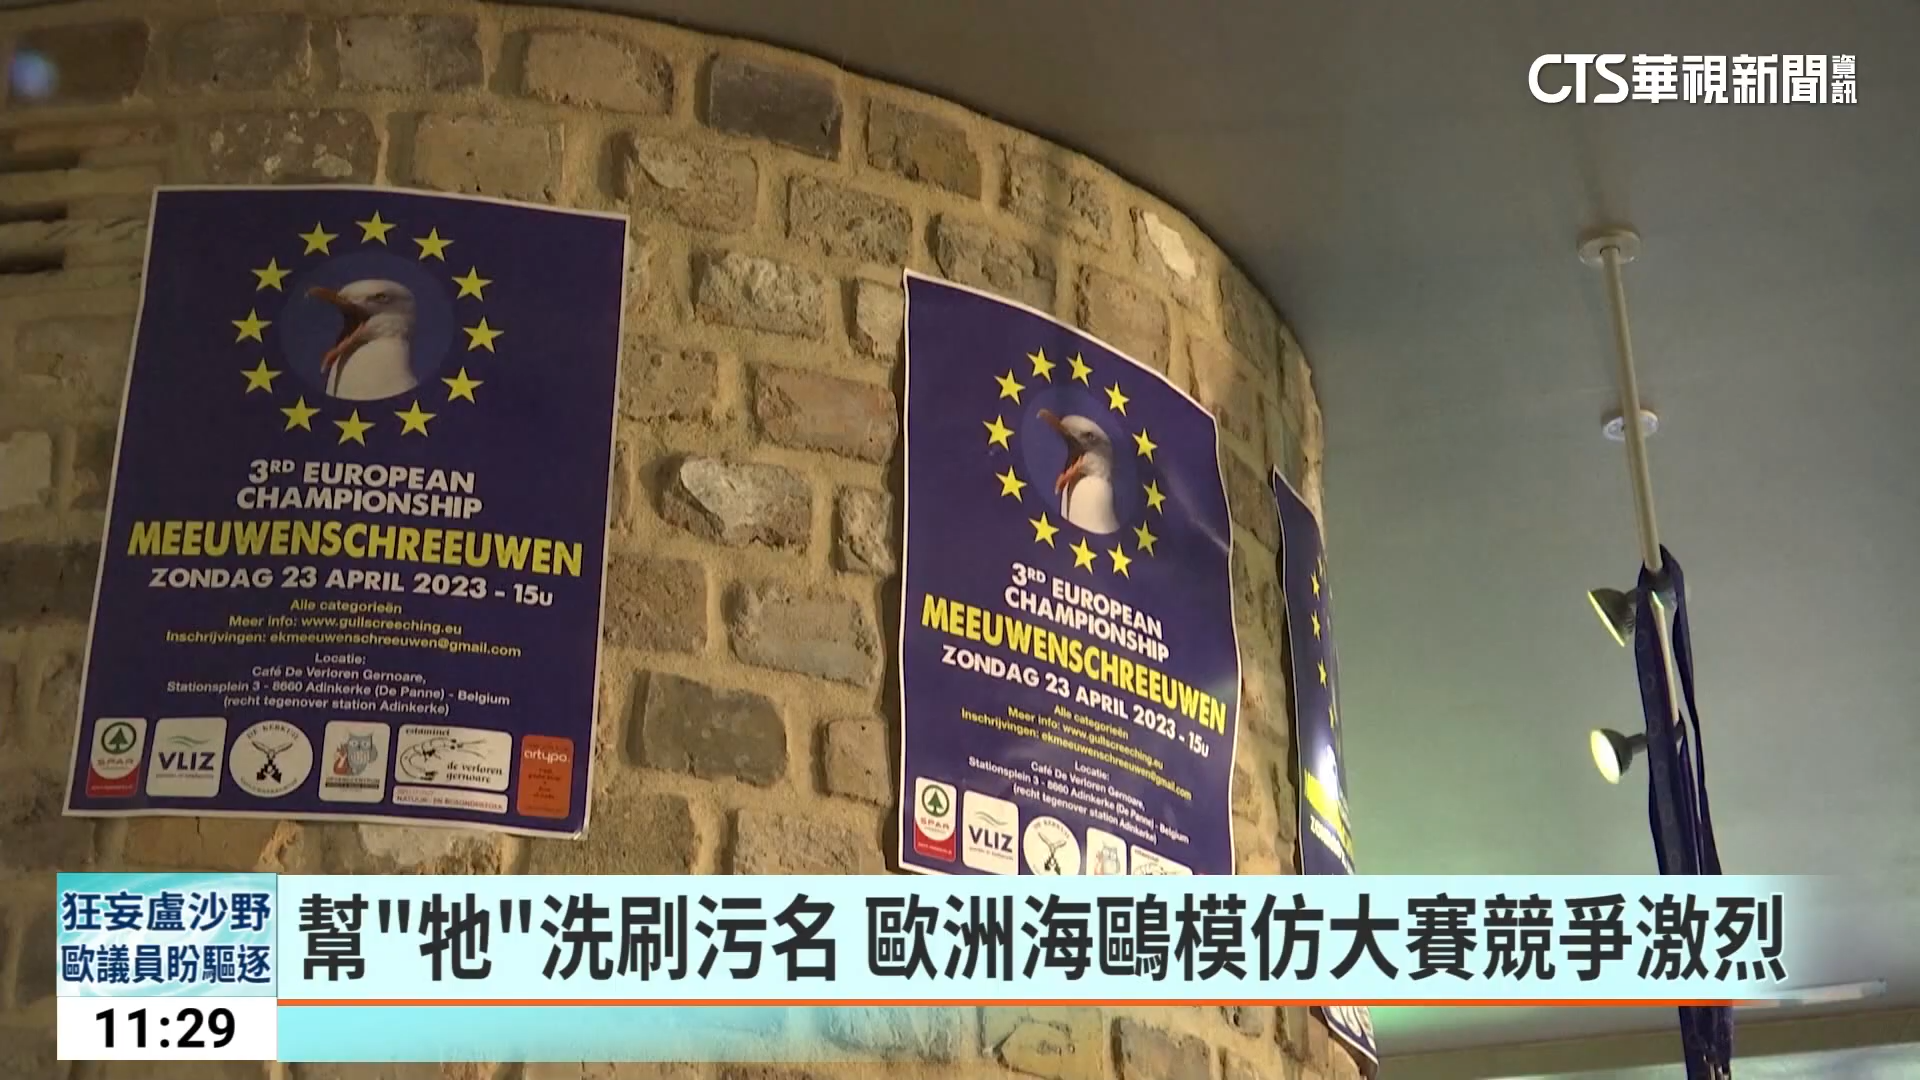 CTS華視新聞資訊
3RD EUROPEAN
CHAMPIONSHIP
MEEUWENSCHREEUWEN
ZONDAG 23 APRIL 2023 - 15U
Alle categorieën
Meer info: www.gullscreeching.eu
Inschrijvingen: ekmeeuwenschreeuwen@gmail.com
Locatie:
Café De Verloren Gernoare,
Stationsplein 3 - 8660 Adinkerke (De Panne) - Belgium
(recht tegenover station Adinkerke)
SPAR
VLIZ
DE KERKUIL
estaminet
de verloren
gernoare
artypo.
3RD EUROPEAN
CHAMPIONSHIP
MEEUWENSCHREEUWEN
ZONDAG 23 APRIL 2023 - 15U
Alle categorieën
Meer info: www.gullscreeching.eu
Inschrijvingen: ekmeeuwenschreeuwen@gmail.com
Locatie:
Café De Verloren Gernoare,
Stationsplein 3 - 8660 Adinkerke (De Panne) - Belgium
(recht tegenover station Adinkerke)
SPAR
VLIZ
DE KERKUIL
狂妄盧沙野
歐議員盼驅逐
幫"牠"洗刷污名 歐洲海鷗模仿大賽競爭激烈
11:29